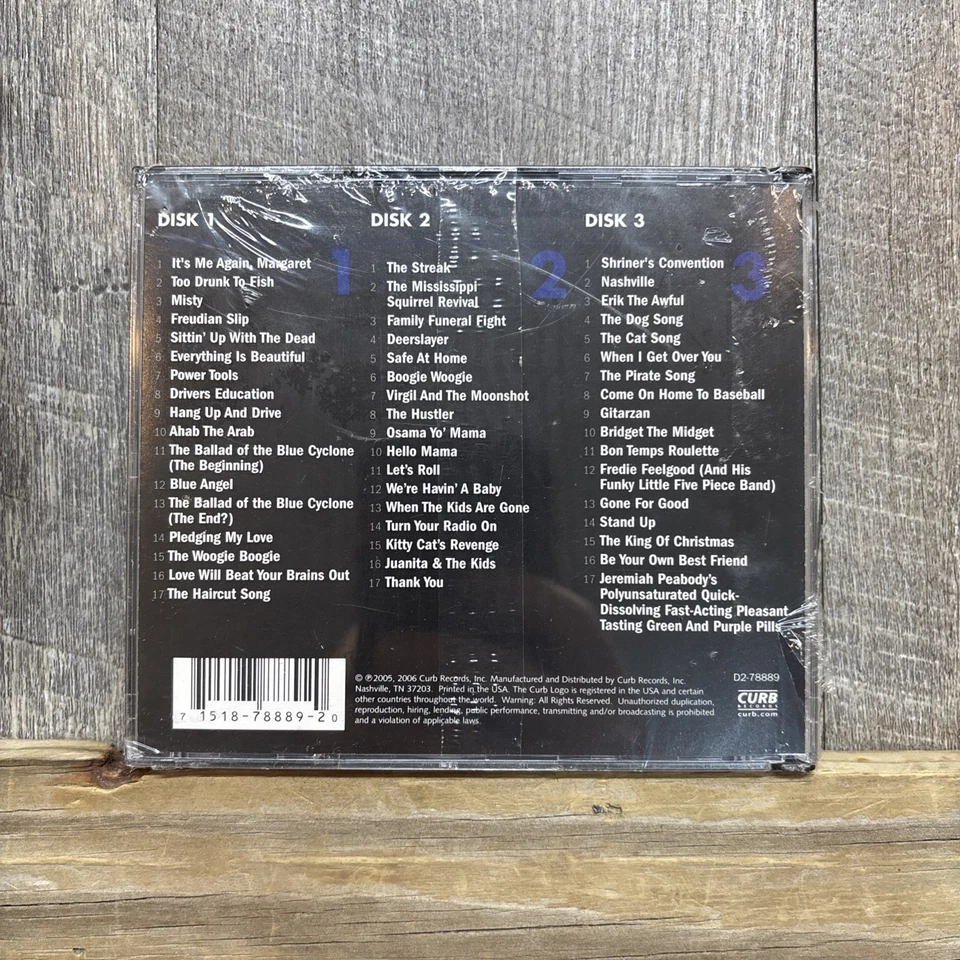 DISK 1
1
1 It's Me Again, Margaret
2 Too Drunk To Fish
3 Misty
4 Freudian Slip
5 Sittin' Up With The Dead
6 Everything Is Beautiful
7 Power Tools
8 Drivers Education
9 Hang Up And Drive
10 Ahab The Arab
11 The Ballad of the Blue Cyclone
(The Beginning)
12 Blue Angel
13 The Ballad of the Blue Cyclone
(The End?)
14 Pledging My Love
15 The Woogie Boogie
16 Love Will Beat Your Brains Out
17 The Haircut Song
DISK 2
2
1 The Streak
2 The Mississippi
Squirrel Revival
3 Family Funeral Fight
4 Deerslayer
5 Safe At Home
6 Boogie Woogie
7 Virgil And The Moonshot
8 The Hustler
9 Osama Yo' Mama
10 Hello Mama
11 Let's Roll
12 We're Havin' A Baby
13 When The Kids Are Gone
14 Turn Your Radio On
15 Kitty Cat's Revenge
16 Juanita & The Kids
17 Thank You
DISK 3
3
1 Shriner's Convention
2 Nashville
3 Erik The Awful
4 The Dog Song
5 The Cat Song
6 When I Get Over You
7 The Pirate Song
8 Come On Home To Baseball
9 Gitarzan
10 Bridget The Midget
11 Bon Temps Roulette
12 Fredie Feelgood (And His
Funky Little Five Piece Band)
13 Gone For Good
14 Stand Up
15 The King Of Christmas
16 Be Your Own Best Friend
17 Jeremiah Peabody's
Polyunsaturated Quick-
Dissolving Fast-Acting Pleasant
Tasting Green And Purple Pills
7 1518-78889-2 0
© ℗2005, 2006 Curb Records, Inc. Manufactured and Distributed by Curb Records, Inc.
Nashville, TN 37203. Printed in the USA. The Curb Logo is registered in the USA and certain
other countries throughout the world. Warning: All Rights Reserved. Unauthorized duplication,
reproduction, hiring, lending, public performance, transmitting and/or broadcasting is prohibited
and a violation of applicable laws.
D2-78889
CURB
RECORDS
curb.com